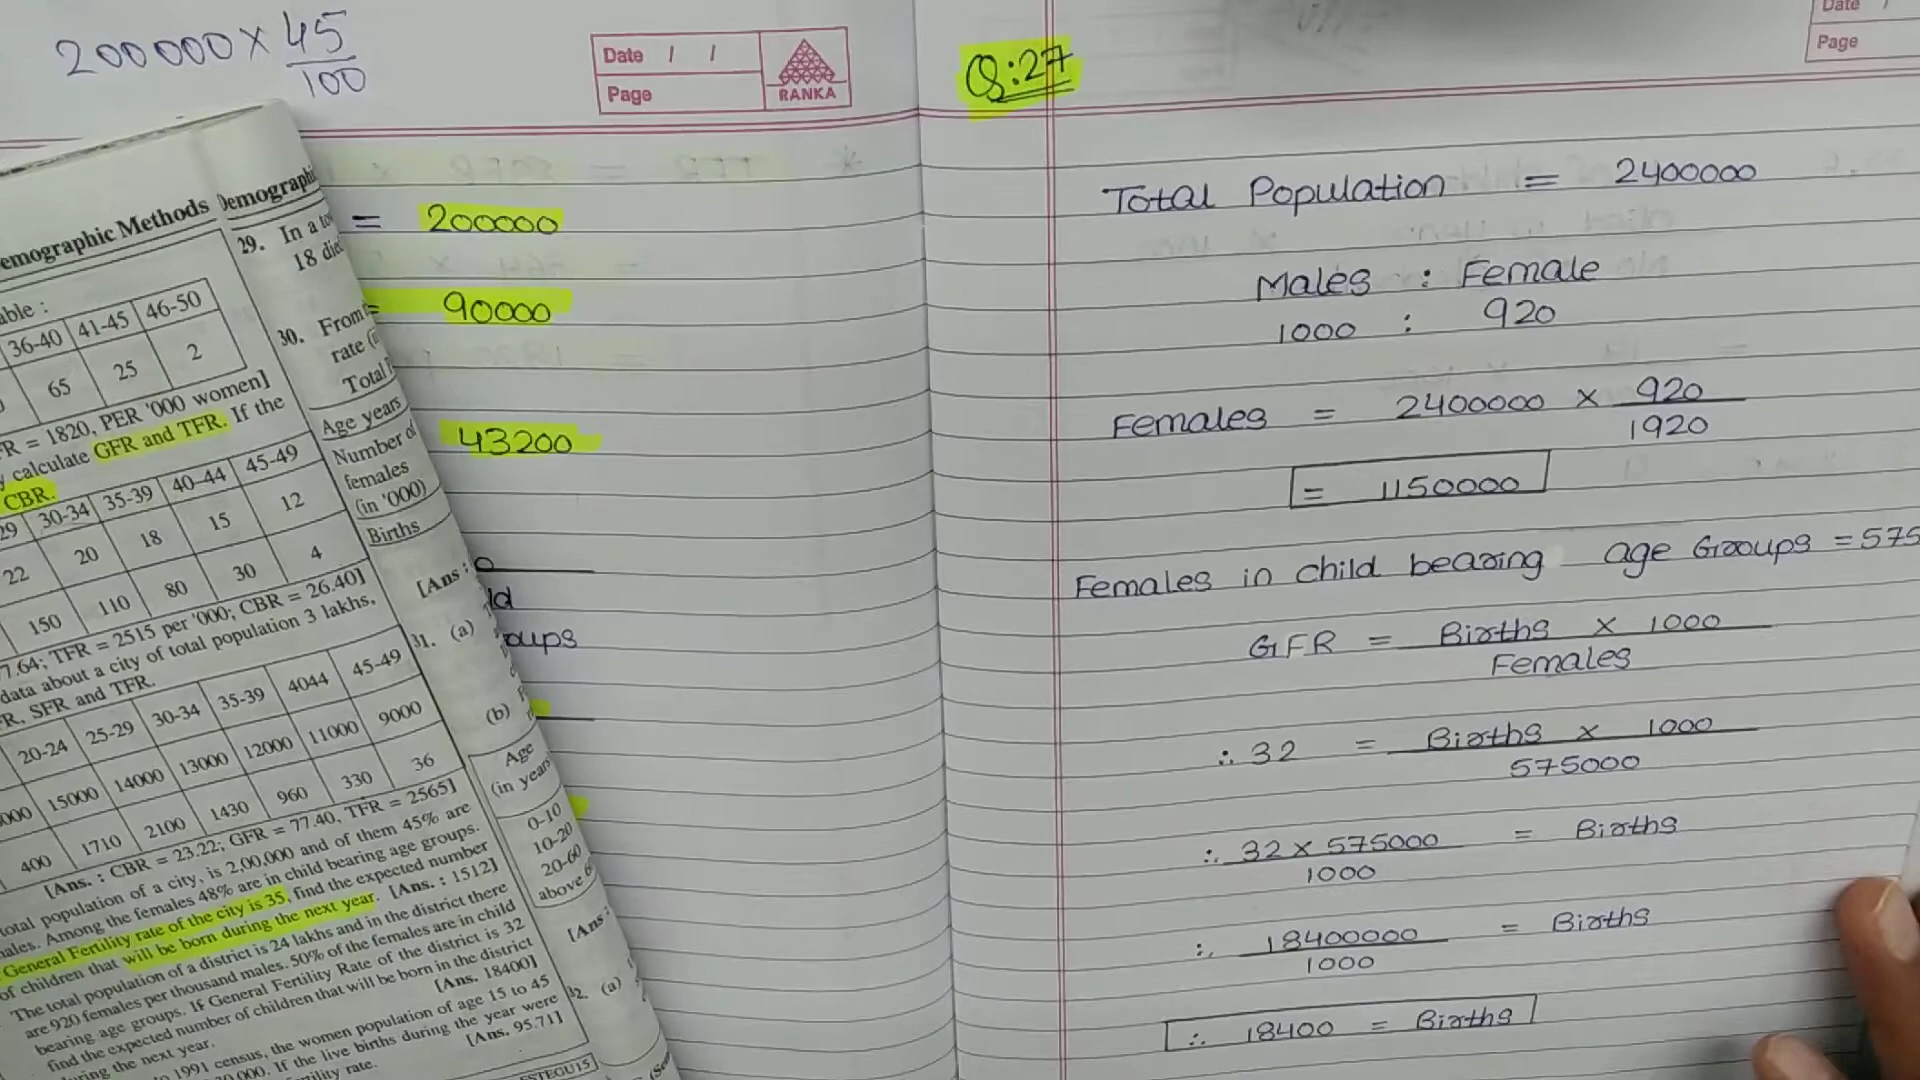 200000 × 45
100
Date / /
Page
RANKA
= 200000
= 90000
43200
ld
oups
Demographic Methods
able :
36-40 41-45 46-50
65 25 2
R = 1820, PER '000 women]
calculate GFR and TFR. If the
CBR.
29 30-34 35-39 40-44 45-49
22 20 18 15 12
150 110 80 30 4
7.64; TFR = 2515 per '000; CBR = 26.40]
data about a city of total population 3 lakhs,
R, SFR and TFR.
20-24 25-29 30-34 35-39 4044 45-49
000 15000 14000 13000 12000 11000 9000
400 1710 2100 1430 960 330 36
[Ans. : CBR = 23.22; GFR = 77.40, TFR = 2565]
total population of a city, is 2,00,000 and of them 45% are
ales. Among the females 48% are in child bearing age groups.
General Fertility rate of the city is 35, find the expected number
of children that will be born during the next year. [Ans. : 1512]
The total population of a district is 24 lakhs and in the district there
are 920 females per thousand males. 50% of the females are in child
bearing age groups. If General Fertility Rate of the district is 32
find the expected number of children that will be born in the district
during the next year. [Ans. 18400]
1991 census, the women population of age 15 to 45
000. If the live births during the year were
tility rate. [Ans. 95.71]
STEGU15]
Demographi
29. In a to
18 die
30. From
rate (
Total
Age years
Number of
females
(in '000)
Births
[Ans :
31. (a)
(b)
Age
(in years
0-10
10-20
20-60
above 6
[Ans :
(a)
Q:27
Date /
Page
Total Population = 2400000
Males : Female
1000 : 920
Females = 2400000 × 920
1920
= 1150000
Females in child bearing age Groups = 575
GFR = Births × 1000
Females
∴ 32 = Births × 1000
575000
∴ 32 × 575000 = Births
1000
∴ 18400000 = Births
1000
∴ 18400 = Births